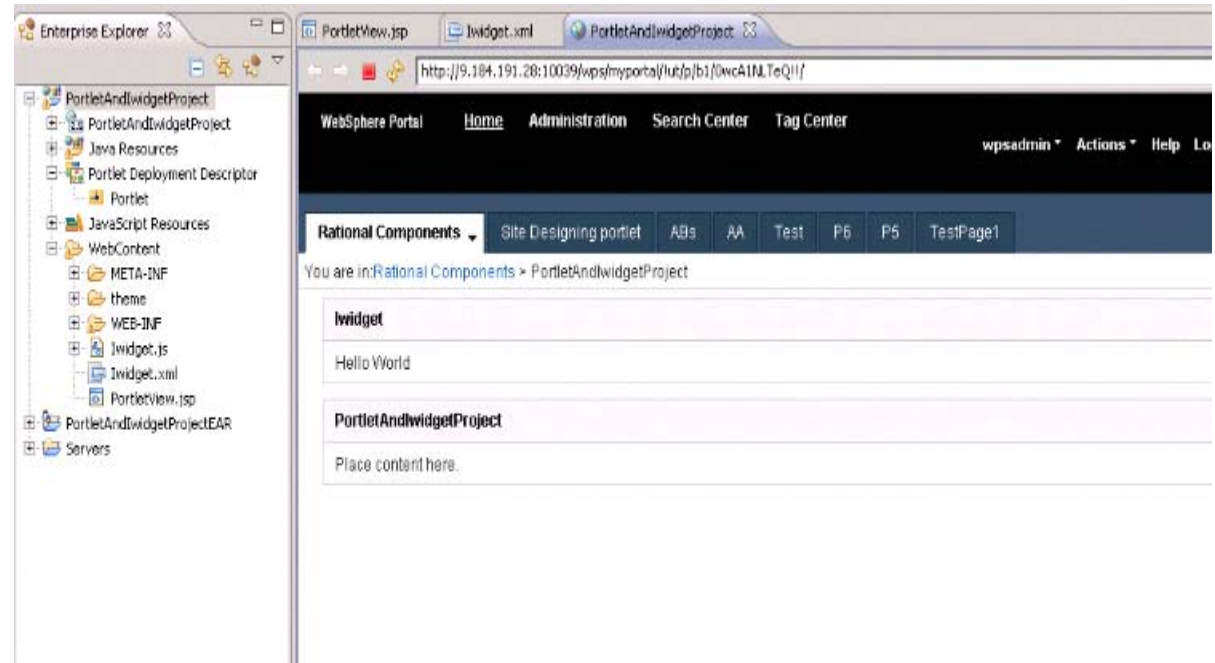 Enterprise Explorer
PortletAndIwidgetProject
PortletAndIwidgetProject
Java Resources
Portlet Deployment Descriptor
Portlet
JavaScript Resources
WebContent
META-INF
theme
WEB-INF
Iwidget.js
Iwidget.xml
PortletView.jsp
PortletAndIwidgetProjectEAR
Servers
PortletView.jsp Iwidget.xml PortletAndIwidgetProject
WebSphere Portal Home Administration Search Center Tag Center
wpsadmin Actions Help Lo
Rational Components Site Designing portlet ABs AA Test P6 P5 TestPage1
You are in:Rational Components > PortletAndIwidgetProject
Iwidget
Hello World
PortletAndIwidgetProject
Place content here.